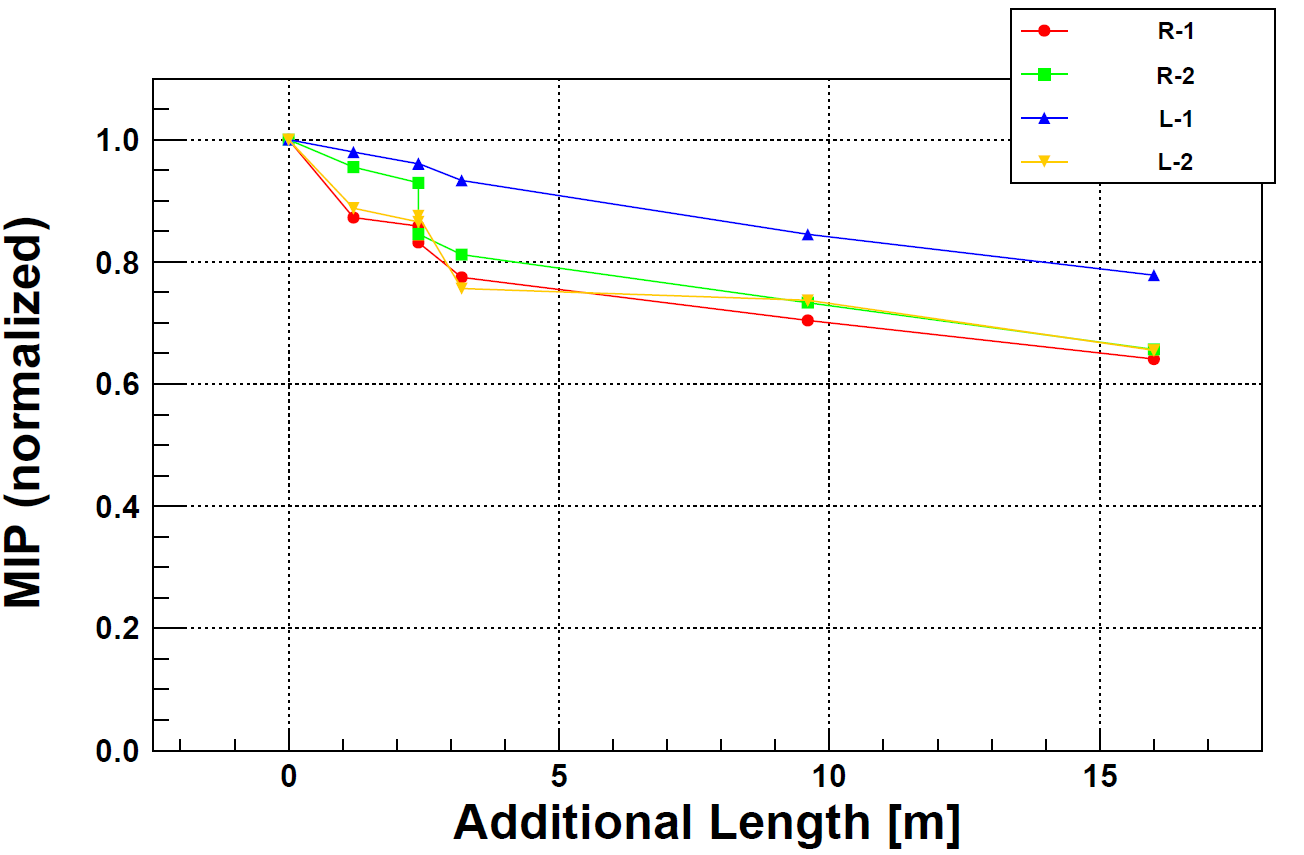 R-1
R-2
L-1
L-2
1.0
0.8
0.6
0.4
0.2
0.0
MIP (normalized)
0 5 10 15
Additional Length [m]